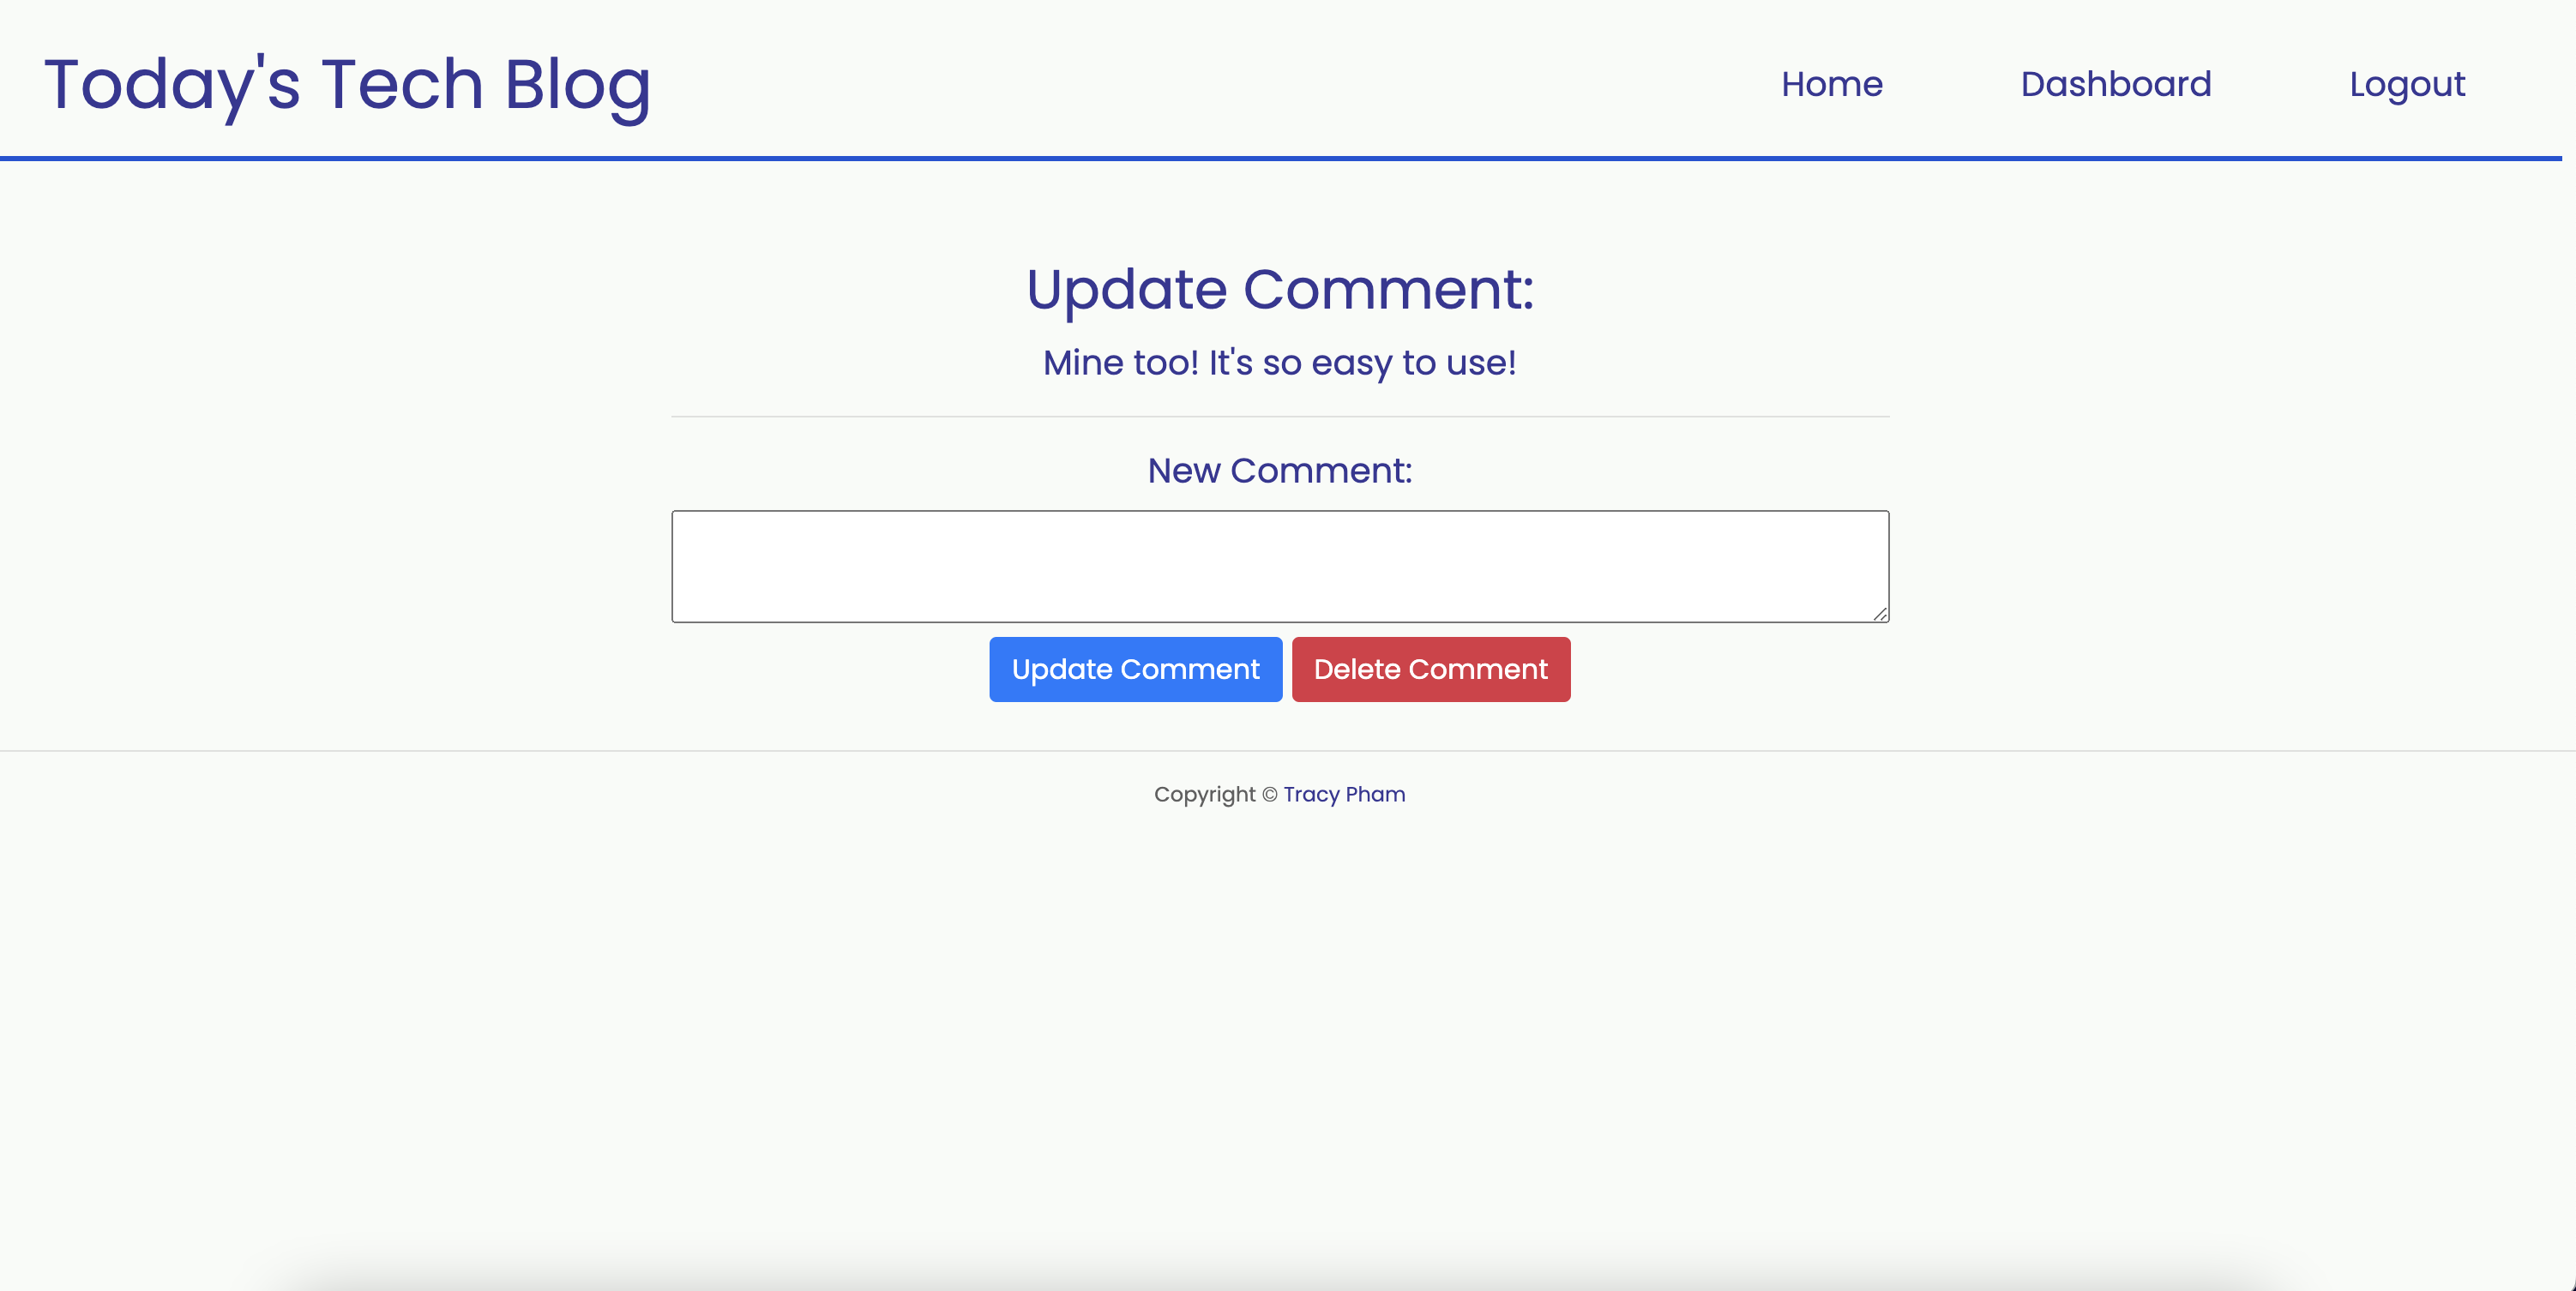 Today's Tech Blog
Home Dashboard Logout
Update Comment:
Mine too! It's so easy to use!
New Comment:
Update Comment Delete Comment
Copyright © Tracy Pham